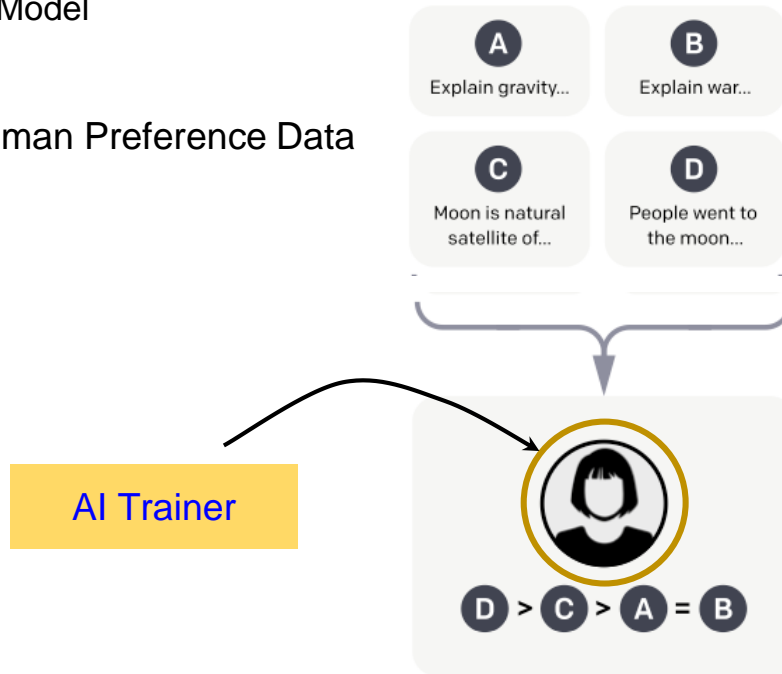 Model
man Preference Data
A
Explain gravity...
B
Explain war...
C
Moon is natural
satellite of...
D
People went to
the moon...
AI Trainer
D > C > A = B